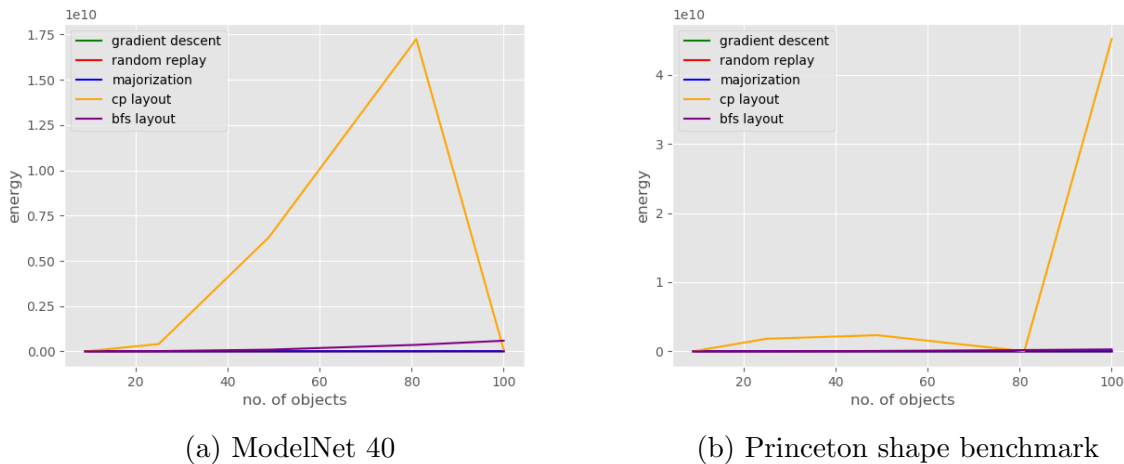 1e10
1.75
1.50
1.25
1.00
0.75
0.50
0.25
0.00
energy
gradient descent
random replay
majorization
cp layout
bfs layout
20 40 60 80 100
no. of objects
(a) ModelNet 40
1e10
4
3
2
1
0
energy
gradient descent
random replay
majorization
cp layout
bfs layout
20 40 60 80 100
no. of objects
(b) Princeton shape benchmark